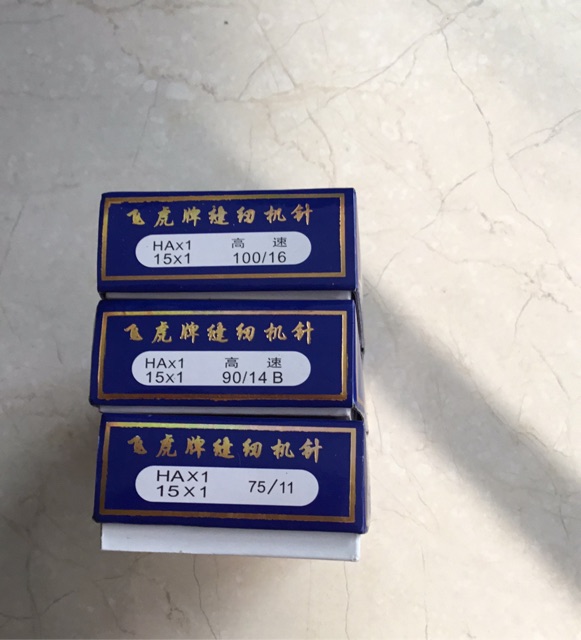 飞虎牌缝纫机针
HAx1 高 速
15x1 100/16
飞虎牌缝纫机针
HAx1 高 速
15x1 90/14 B
飞虎牌缝纫机针
HAX1
15X1 75/11